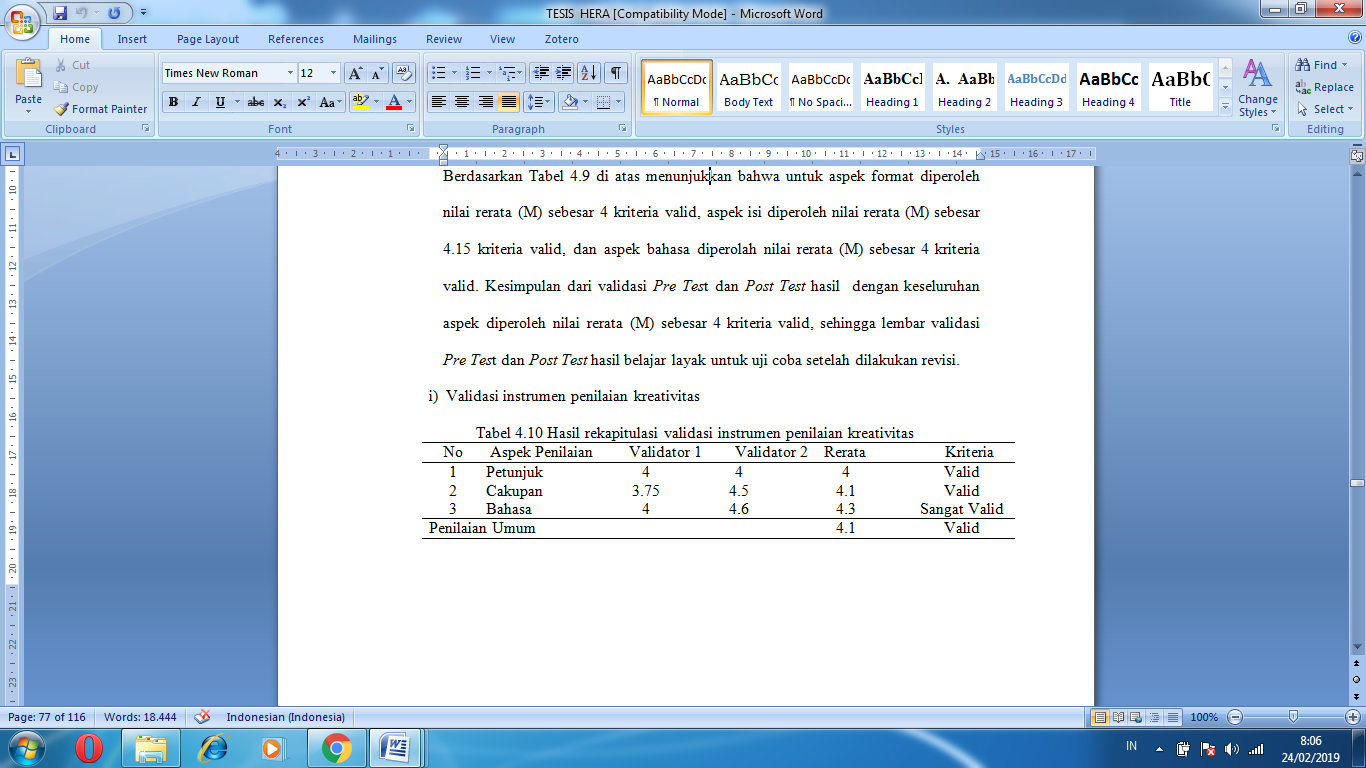 TESIS HERA [Compatibility Mode] - Microsoft Word
Home Insert Page Layout References Mailings Review View Zotero
Paste
Cut
Copy
Format Painter
Clipboard
Times New Roman 12
Font
Paragraph
AaBbCcDc AaBbCc AaBbCcDc AaBbCcl A. AaBb AaBbCcDd AaBbCc AaBbC
¶ Normal Body Text ¶ No Spaci... Heading 1 Heading 2 Heading 3 Heading 4 Title
Change Styles
Styles
Find
Replace
Select
Editing
Berdasarkan Tabel 4.9 di atas menunjukkan bahwa untuk aspek format diperoleh
nilai rerata (M) sebesar 4 kriteria valid, aspek isi diperoleh nilai rerata (M) sebesar
4.15 kriteria valid, dan aspek bahasa diperolah nilai rerata (M) sebesar 4 kriteria
valid. Kesimpulan dari validasi Pre Test dan Post Test hasil dengan keseluruhan
aspek diperoleh nilai rerata (M) sebesar 4 kriteria valid, sehingga lembar validasi
Pre Test dan Post Test hasil belajar layak untuk uji coba setelah dilakukan revisi.
i) Validasi instrumen penilaian kreativitas
Tabel 4.10 Hasil rekapitulasi validasi instrumen penilaian kreativitas
No Aspek Penilaian Validator 1 Validator 2 Rerata Kriteria
1 Petunjuk 4 4 4 Valid
2 Cakupan 3.75 4.5 4.1 Valid
3 Bahasa 4 4.6 4.3 Sangat Valid
Penilaian Umum 4.1 Valid
Page: 77 of 116 Words: 18.444 Indonesian (Indonesia) 100%
IN 8:06
24/02/2019